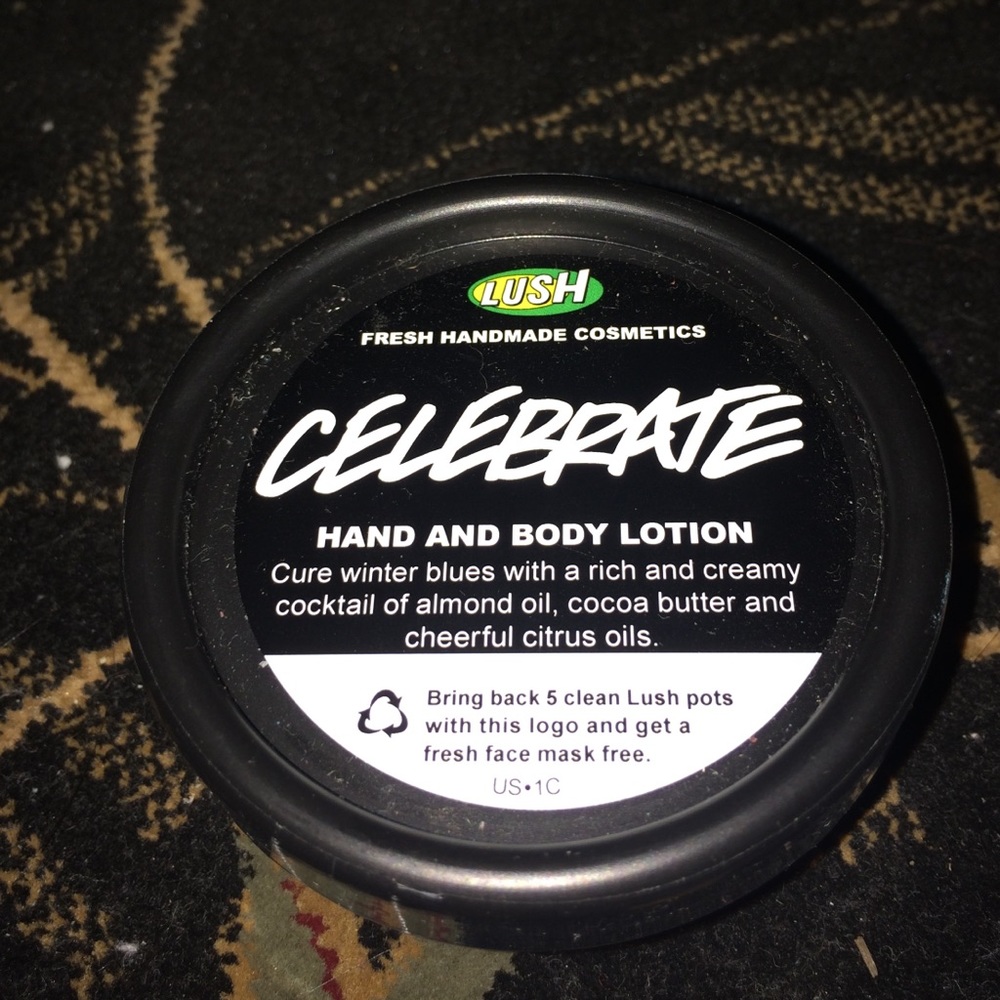 LUSH
FRESH HANDMADE COSMETICS
CELEBRATE
HAND AND BODY LOTION
Cure winter blues with a rich and creamy
cocktail of almond oil, cocoa butter and
cheerful citrus oils.
Bring back 5 clean Lush pots
with this logo and get a
fresh face mask free.
US•1C